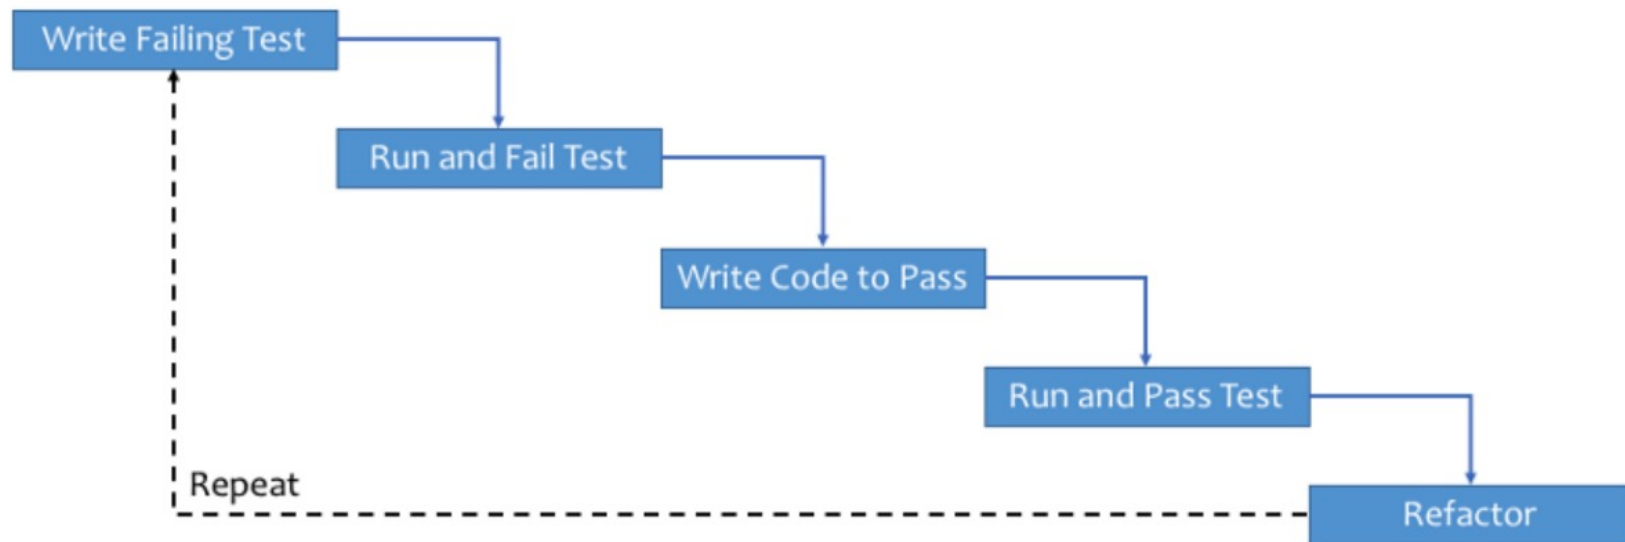 Write Failing Test
Run and Fail Test
Write Code to Pass
Run and Pass Test
Repeat
Refactor